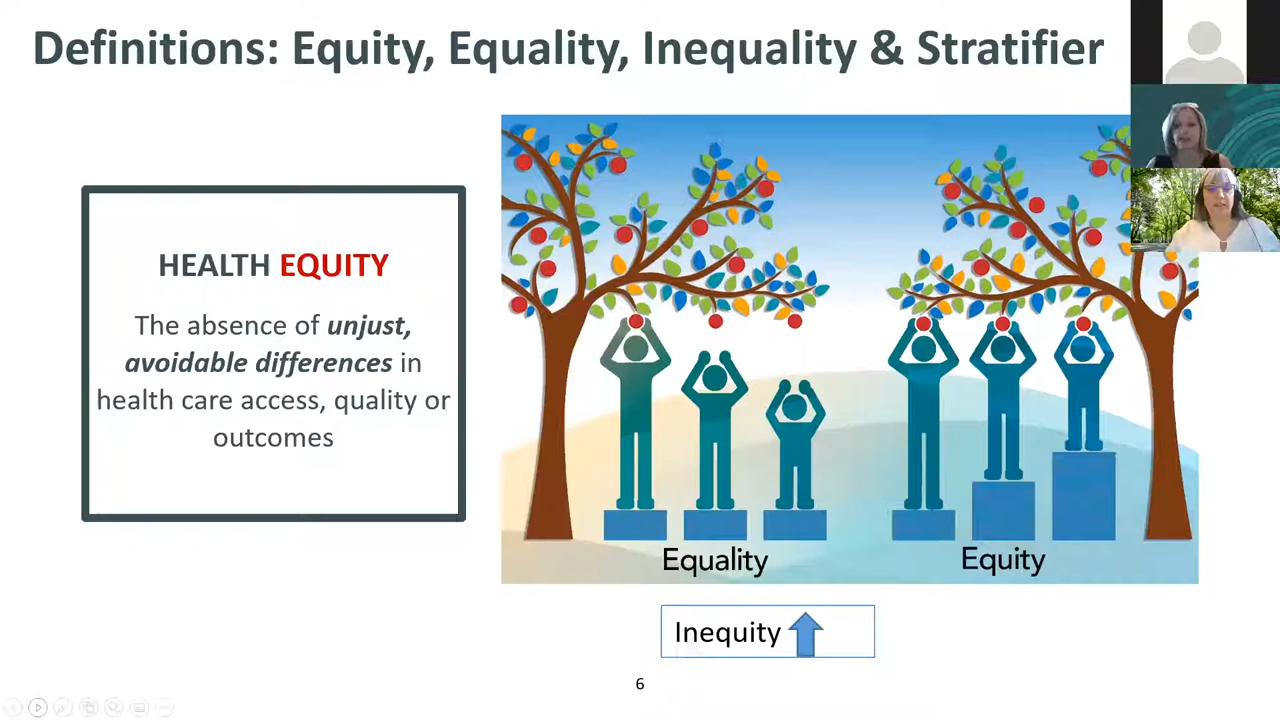 Definitions: Equity, Equality, Inequality & Stratifier
HEALTH EQUITY
The absence of unjust,
avoidable differences in
health care access, quality or
outcomes
Equality
Equity
Inequity
6